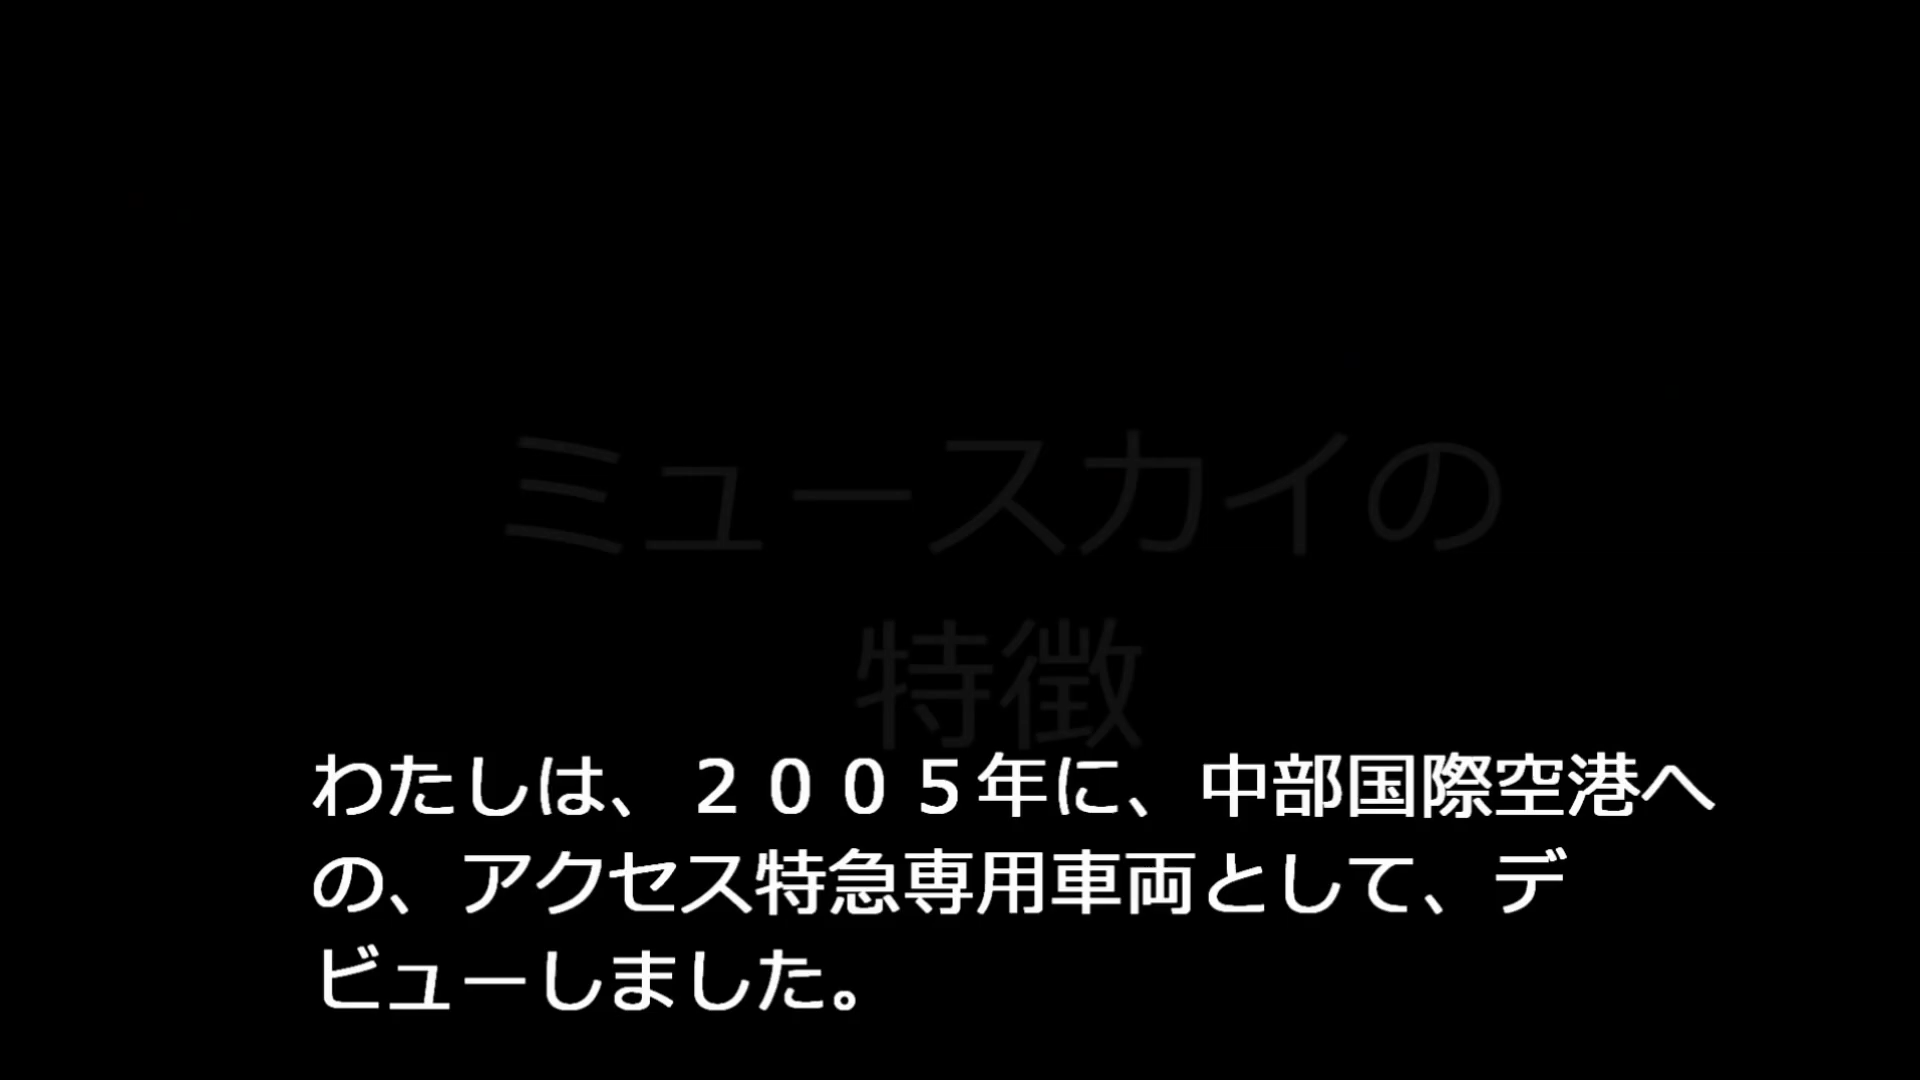 ミュースカイの
特徴
わたしは、２００５年に、中部国際空港へ
の、アクセス特急専用車両として、デ
ビューしました。